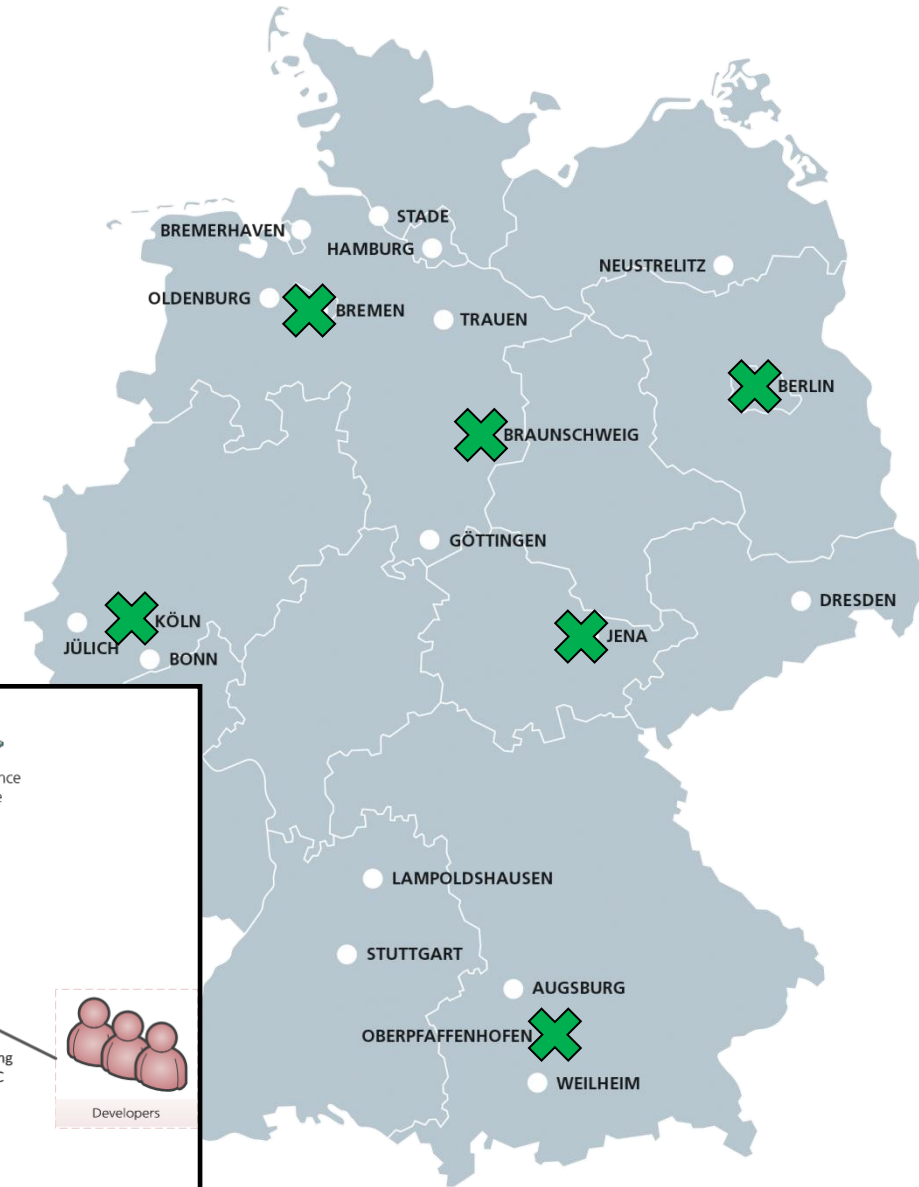 STADE
BREMERHAVEN
HAMBURG
NEUSTRELITZ
OLDENBURG
BREMEN
TRAUEN
BERLIN
BRAUNSCHWEIG
GÖTTINGEN
DRESDEN
KÖLN
JENA
JÜLICH
BONN
LAMPOLDSHAUSEN
STUTTGART
AUGSBURG
OBERPFAFFENHOFEN
WEILHEIM
Developers